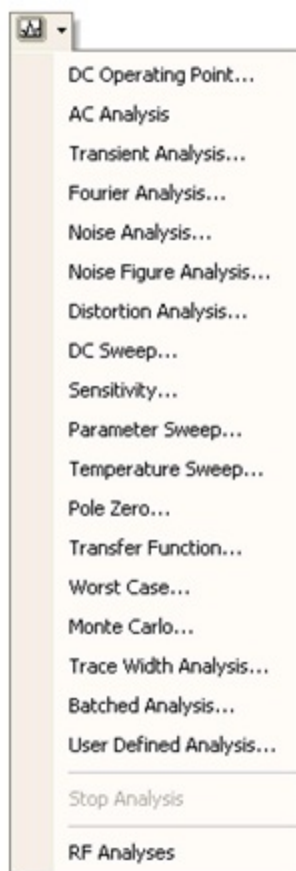 DC Operating Point...
AC Analysis
Transient Analysis...
Fourier Analysis...
Noise Analysis...
Noise Figure Analysis...
Distortion Analysis...
DC Sweep...
Sensitivity...
Parameter Sweep...
Temperature Sweep...
Pole Zero...
Transfer Function...
Worst Case...
Monte Carlo...
Trace Width Analysis...
Batched Analysis...
User Defined Analysis...
Stop Analysis
RF Analyses